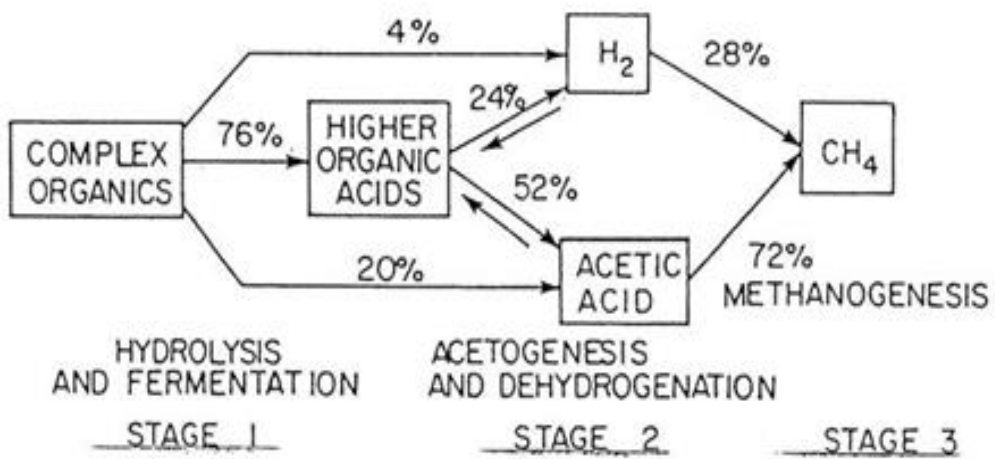 4%
H2
28%
24%
76%
COMPLEX
ORGANICS
HIGHER
ORGANIC
ACIDS
CH4
52%
20%
ACETIC
ACID
72%
METHANOGENESIS
HYDROLYSIS
AND FERMENTATION
ACETOGENESIS
AND DEHYDROGENATION
STAGE 1
STAGE 2
STAGE 3